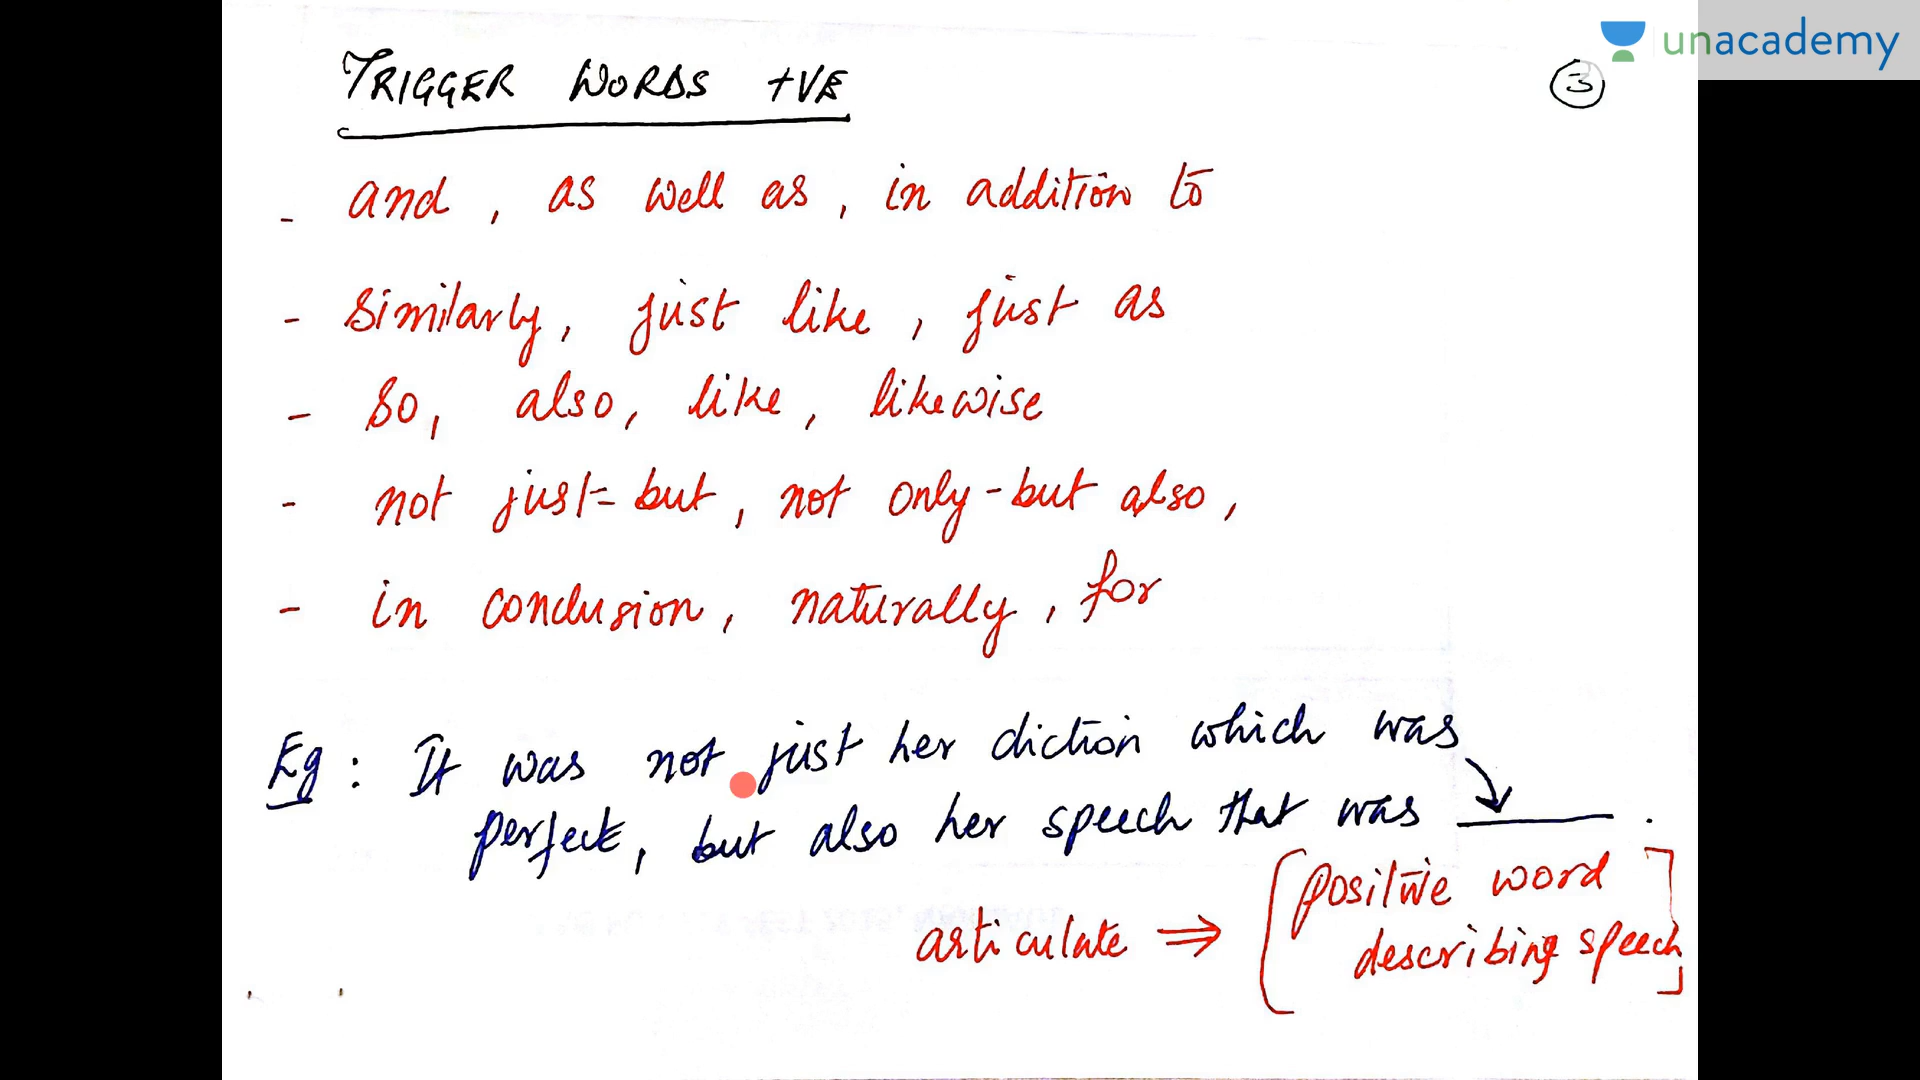 unacademy
TRIGGER WORDS +VE
3
- and, as well as, in addition to
- Similarly, just like, just as
- So, also, like, likewise
- not just-but, not only-but also,
- in conclusion, naturally, for
Eg: It was not just her diction which was
perfect, but also her speech that was ______.
articulate ⇒ [positive word
describing speech]